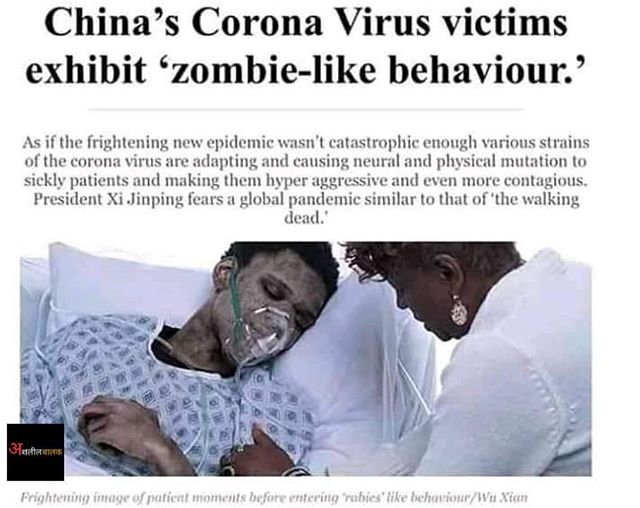 China’s Corona Virus victims
exhibit ‘zombie-like behaviour.’
As if the frightening new epidemic wasn’t catastrophic enough various strains
of the corona virus are adapting and causing neural and physical mutation to
sickly patients and making them hyper aggressive and even more contagious.
President Xi Jinping fears a global pandemic similar to that of 'the walking
dead.'
अश्लीलबालक
Frightening image of patient moments before entering 'rabies' like behaviour/Wu Xian